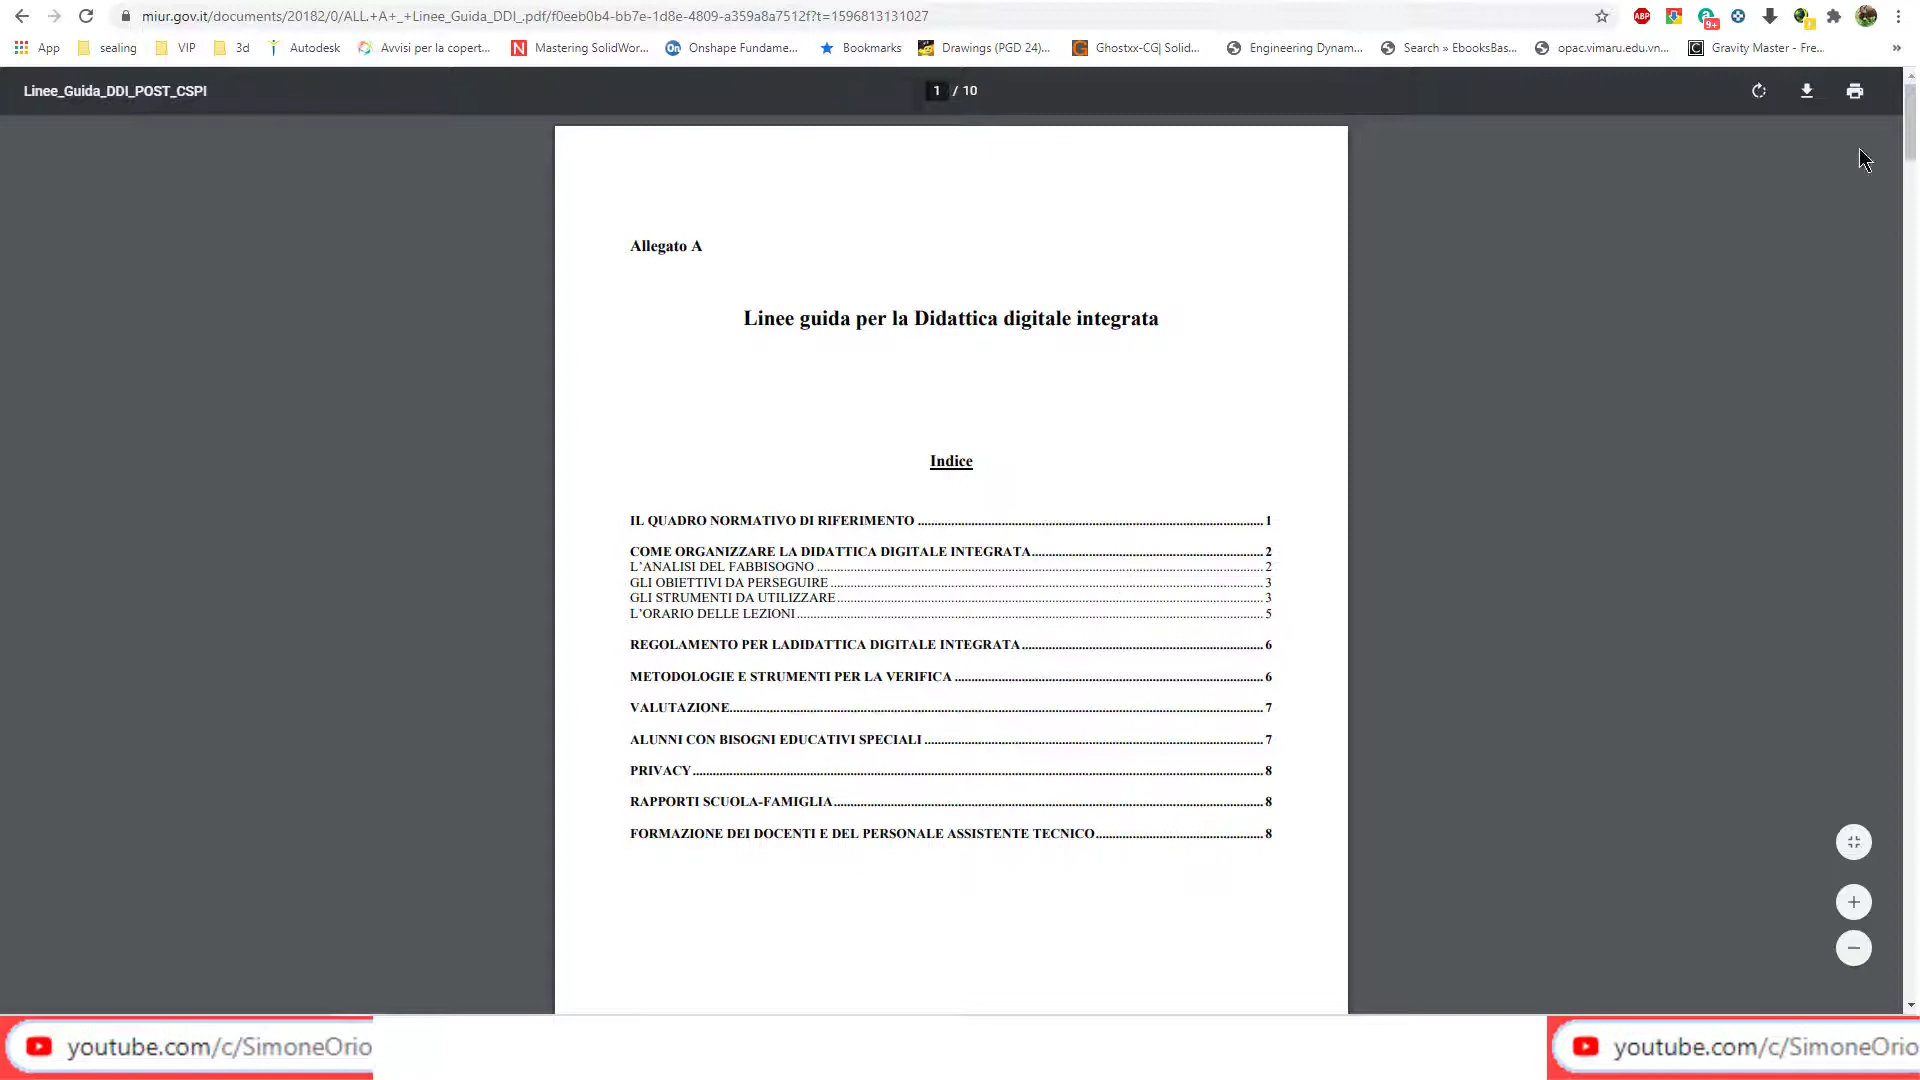 miur.gov.it/documents/20182/0/ALL.+A+_+Linee_Guida_DDI_.pdf/f0eeb0b4-bb7e-1d8e-4809-a359a8a7512f?t=1596813131027
ABP
9+
1
App
sealing
VIP
3d
Autodesk
Avvisi per la copert...
N
Mastering SolidWor...
On
Onshape Fundame...
Bookmarks
Drawings (PGD 24)...
G
Ghostxx-CG| Solid...
Engineering Dynam...
Search » EbooksBas...
opac.vimaru.edu.vn...
Gravity Master - Fre...
»
Linee_Guida_DDI_POST_CSPI
1 / 10
Allegato A
Linee guida per la Didattica digitale integrata
Indice
IL QUADRO NORMATIVO DI RIFERIMENTO ........ 1
COME ORGANIZZARE LA DIDATTICA DIGITALE INTEGRATA........ 2
L'ANALISI DEL FABBISOGNO ........ 2
GLI OBIETTIVI DA PERSEGUIRE ........ 3
GLI STRUMENTI DA UTILIZZARE ........ 3
L'ORARIO DELLE LEZIONI ........ 5
REGOLAMENTO PER LADIDATTICA DIGITALE INTEGRATA ........ 6
METODOLOGIE E STRUMENTI PER LA VERIFICA ........ 6
VALUTAZIONE........ 7
ALUNNI CON BISOGNI EDUCATIVI SPECIALI ........ 7
PRIVACY ........ 8
RAPPORTI SCUOLA-FAMIGLIA ........ 8
FORMAZIONE DEI DOCENTI E DEL PERSONALE ASSISTENTE TECNICO ........ 8
youtube.com/c/SimoneOrio
youtube.com/c/SimoneOrio